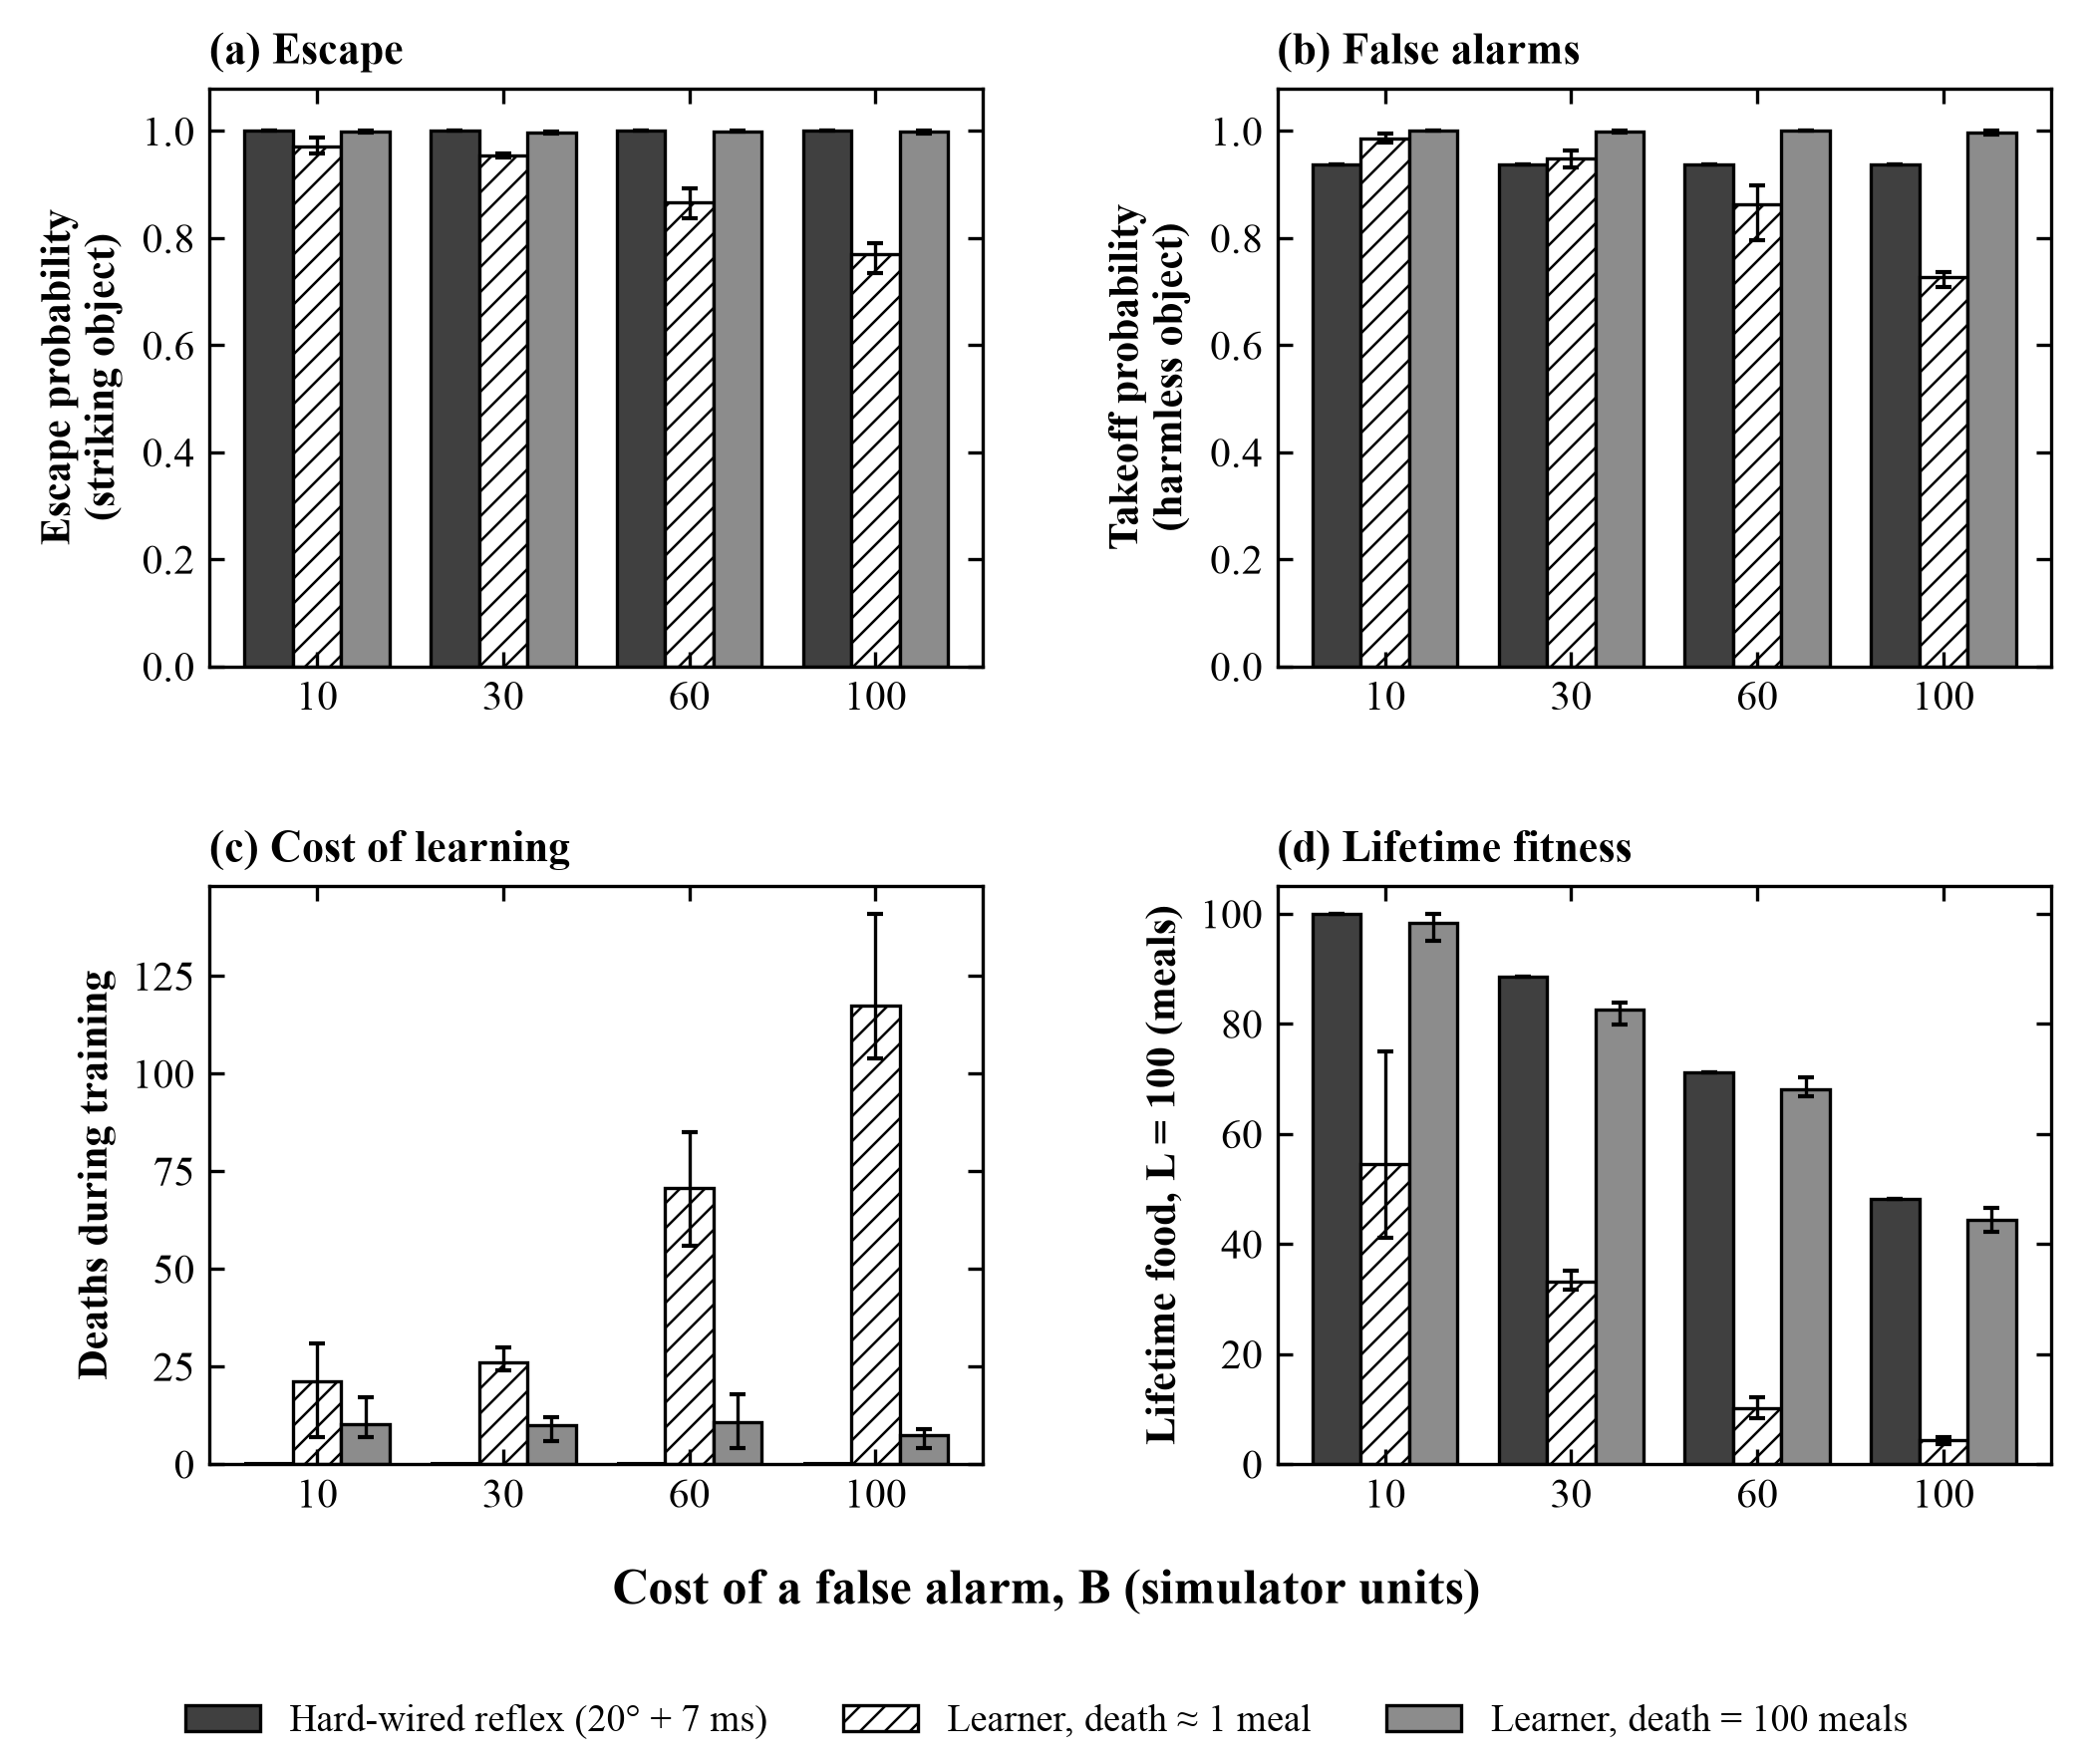 (a) Escape
Escape probability
(striking object)
1.0
0.8
0.6
0.4
0.2
0.0
10 30 60 100
(b) False alarms
Takeoff probability
(harmless object)
1.0
0.8
0.6
0.4
0.2
0.0
10 30 60 100
(c) Cost of learning
Deaths during training
125
100
75
50
25
0
10 30 60 100
(d) Lifetime fitness
Lifetime food, L = 100 (meals)
100
80
60
40
20
0
10 30 60 100
Cost of a false alarm, B (simulator units)
Hard-wired reflex (20° + 7 ms)
Learner, death ≈ 1 meal
Learner, death = 100 meals